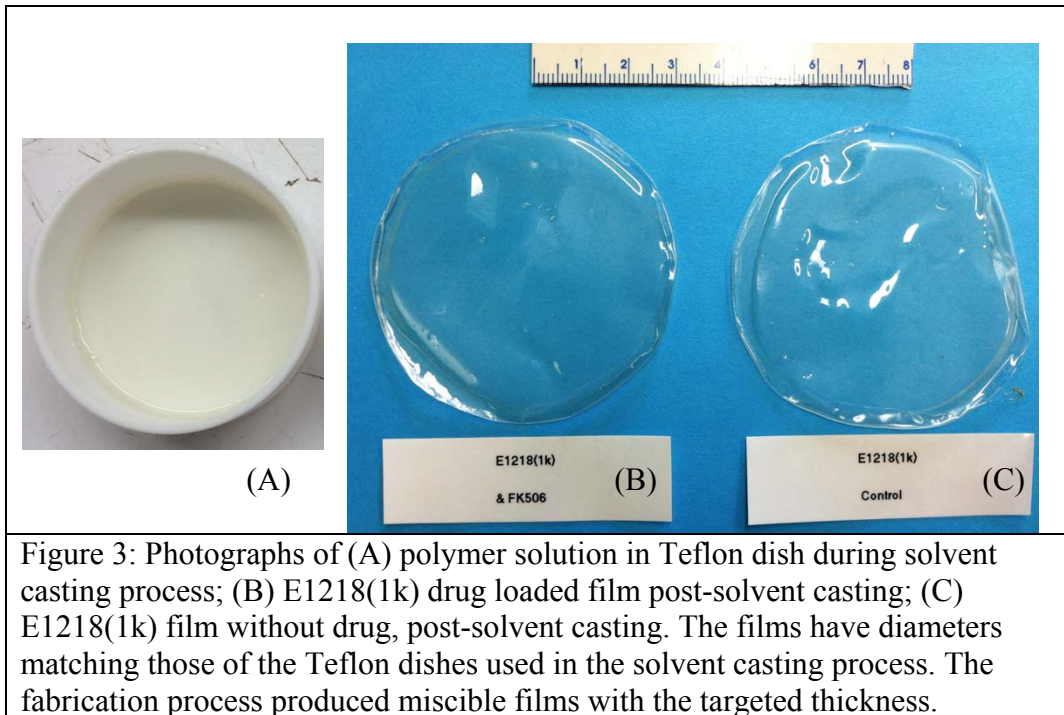 1 2 3 4 6 7 8
(A)
E1218(1k)
& FK506
(B)
E1218(1k)
Control
(C)
Figure 3: Photographs of (A) polymer solution in Teflon dish during solvent
casting process; (B) E1218(1k) drug loaded film post-solvent casting; (C)
E1218(1k) film without drug, post-solvent casting. The films have diameters
matching those of the Teflon dishes used in the solvent casting process. The
fabrication process produced miscible films with the targeted thickness.